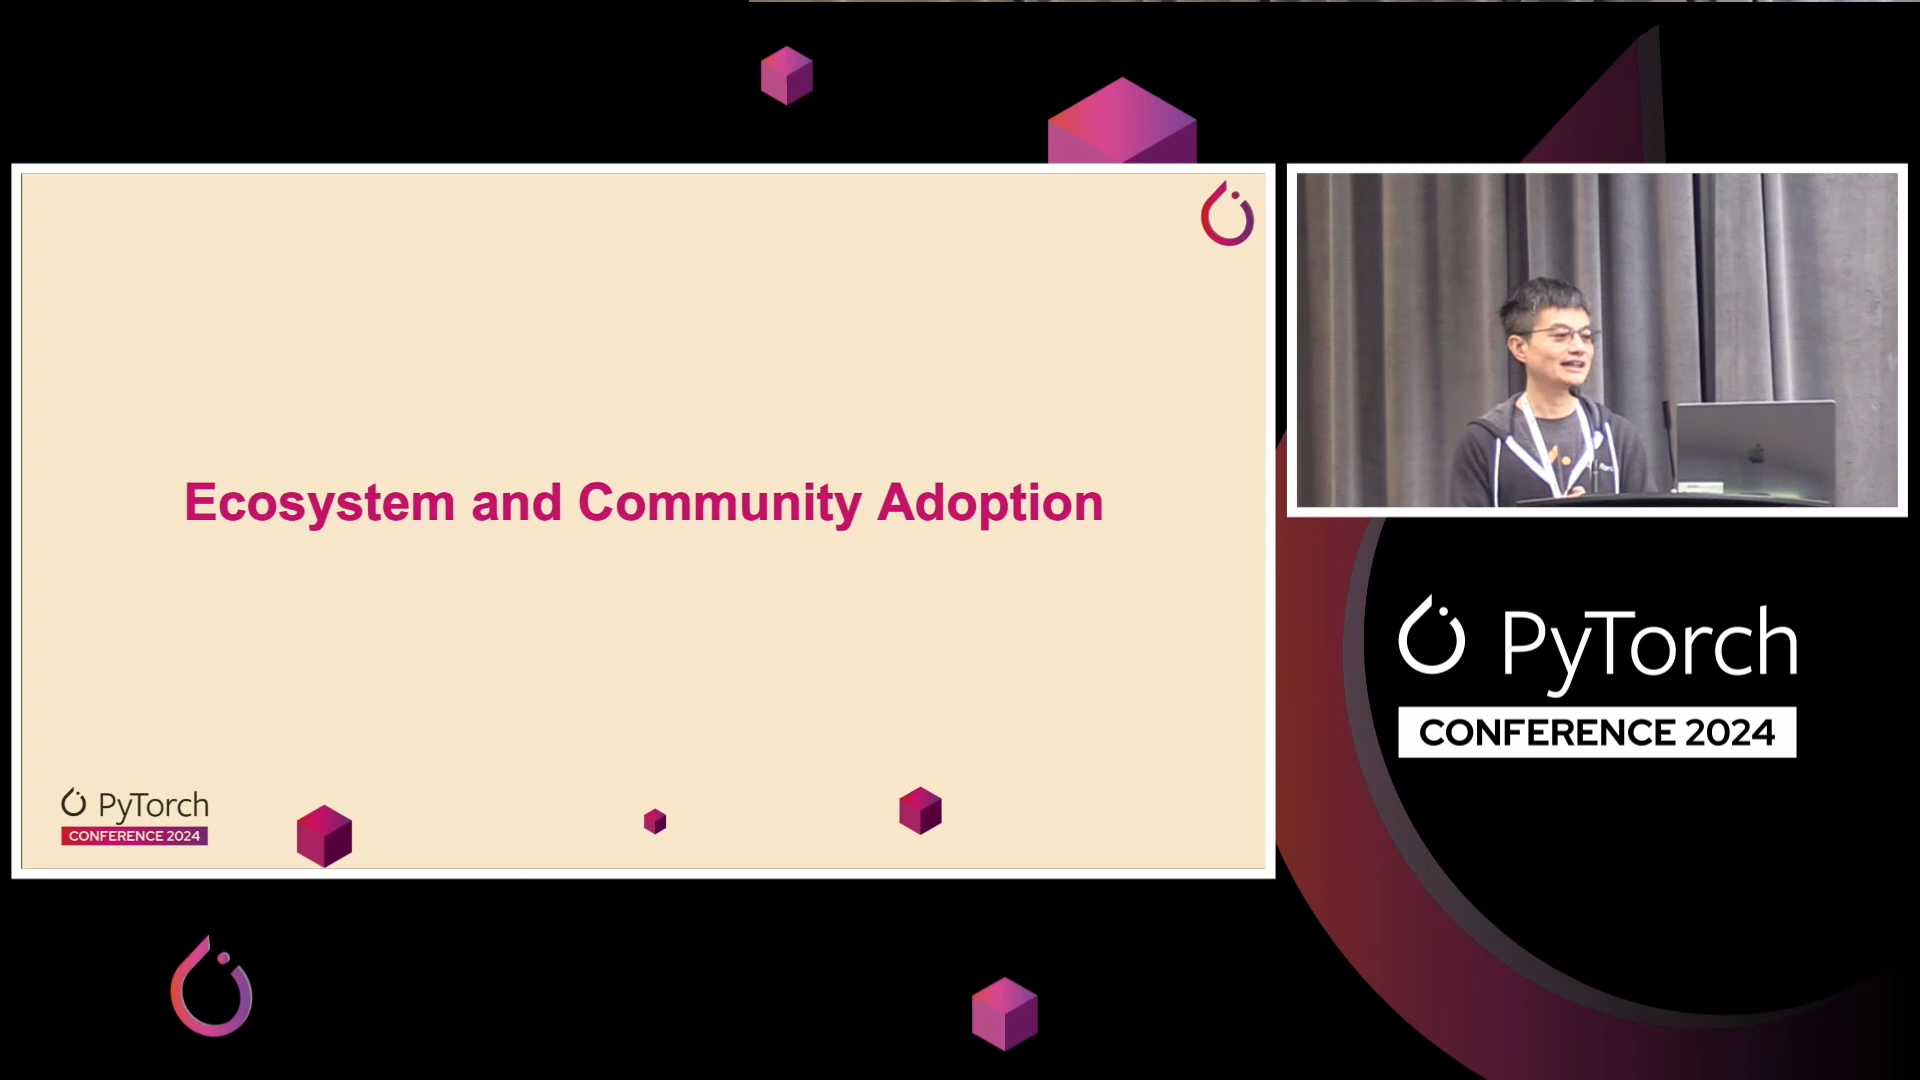 Ecosystem and Community Adoption
PyTorch
CONFERENCE 2024
PyTorch
CONFERENCE 2024